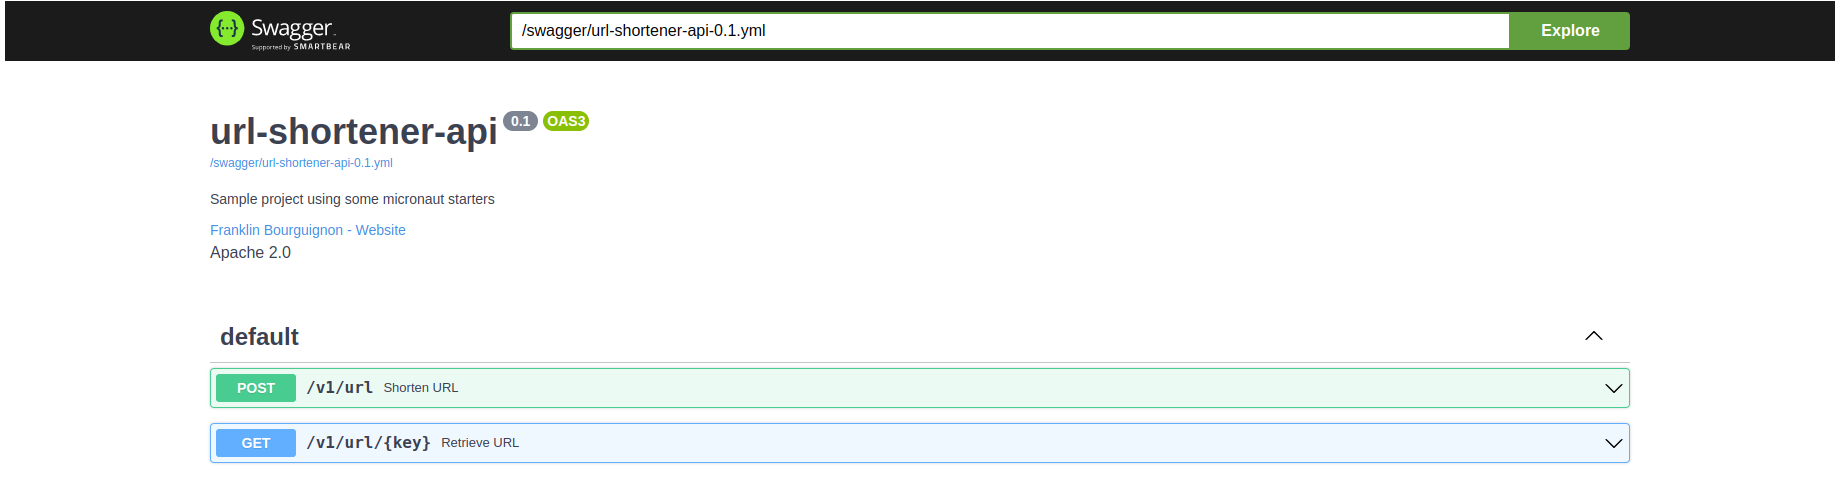 {···} Swagger
Supported by SMARTBEAR
/swagger/url-shortener-api-0.1.yml
Explore
url-shortener-api 0.1 OAS3
/swagger/url-shortener-api-0.1.yml
Sample project using some micronaut starters
Franklin Bourguignon - Website
Apache 2.0
default
POST /v1/url Shorten URL
GET /v1/url/{key} Retrieve URL